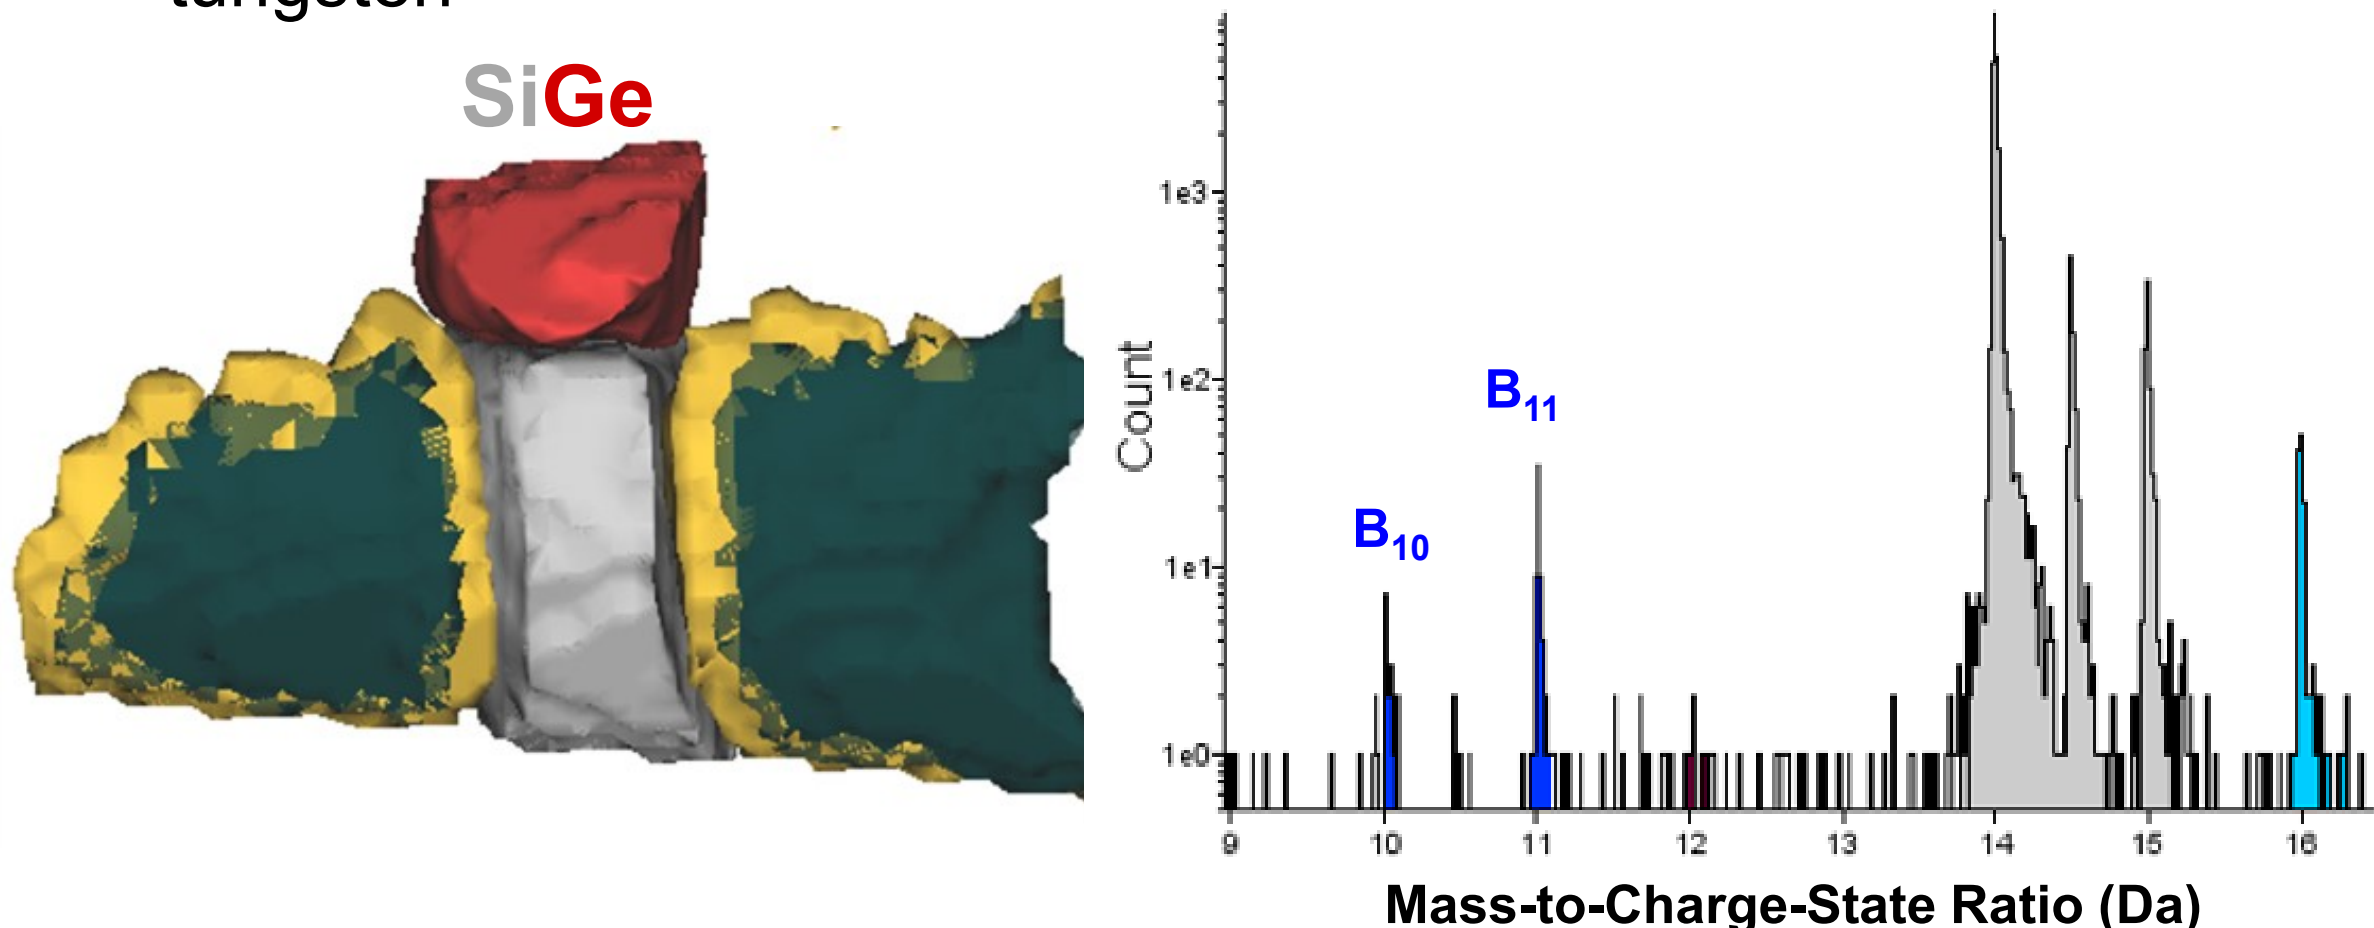 tungsten
SiGe
1e3
1e2
1e1
1e0
Count
B11
B10
9 10 11 12 13 14 15 16
Mass-to-Charge-State Ratio (Da)